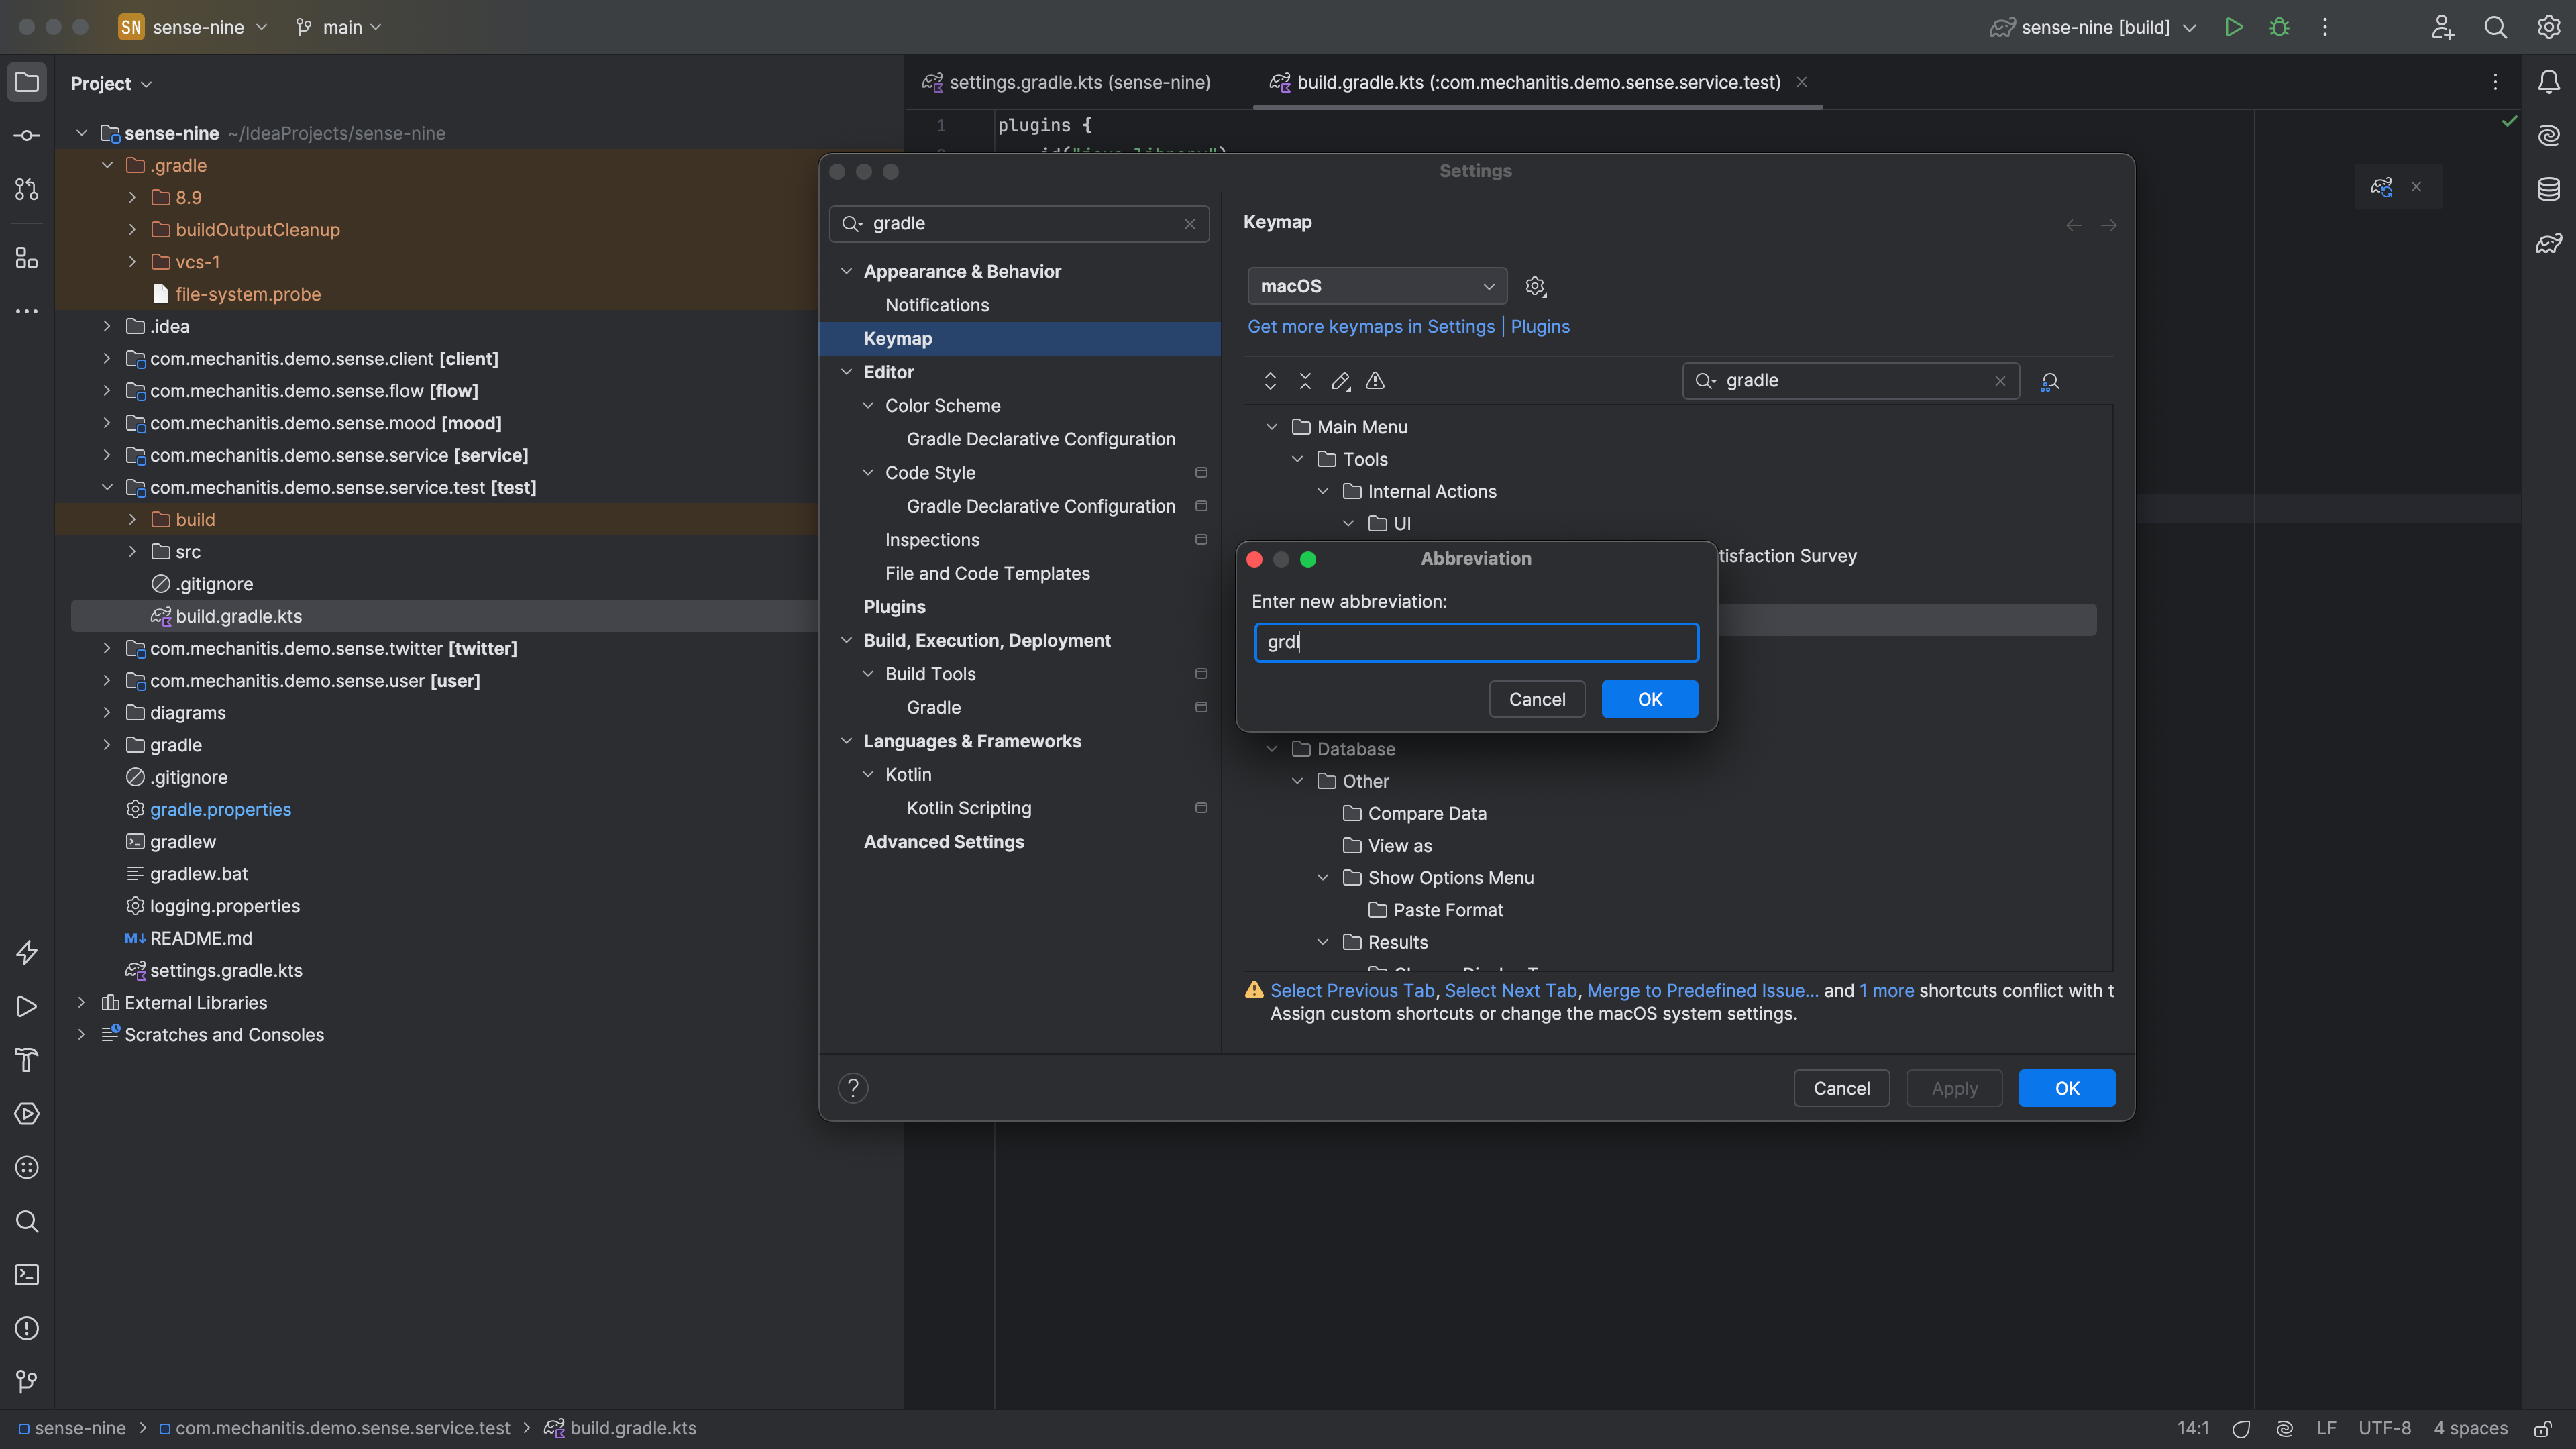 SN sense-nine main sense-nine [build]
Project
settings.gradle.kts (sense-nine) build.gradle.kts (:com.mechanitis.demo.sense.service.test)
sense-nine ~/IdeaProjects/sense-nine
.gradle
8.9
buildOutputCleanup
vcs-1
file-system.probe
.idea
com.mechanitis.demo.sense.client [client]
com.mechanitis.demo.sense.flow [flow]
com.mechanitis.demo.sense.mood [mood]
com.mechanitis.demo.sense.service [service]
com.mechanitis.demo.sense.service.test [test]
build
src
.gitignore
build.gradle.kts
com.mechanitis.demo.sense.twitter [twitter]
com.mechanitis.demo.sense.user [user]
diagrams
gradle
.gitignore
gradle.properties
gradlew
gradlew.bat
logging.properties
M↓ README.md
settings.gradle.kts
External Libraries
Scratches and Consoles
1 plugins {
Settings
gradle
Appearance & Behavior
Notifications
Keymap
Editor
Color Scheme
Gradle Declarative Configuration
Code Style
Gradle Declarative Configuration
Inspections
File and Code Templates
Plugins
Build, Execution, Deployment
Build Tools
Gradle
Languages & Frameworks
Kotlin
Kotlin Scripting
Advanced Settings
Keymap
macOS
Get more keymaps in Settings | Plugins
gradle
Main Menu
Tools
Internal Actions
UI
tisfaction Survey
Abbreviation
Enter new abbreviation:
grdl
Cancel OK
Database
Other
Compare Data
View as
Show Options Menu
Paste Format
Results
Select Previous Tab, Select Next Tab, Merge to Predefined Issue... and 1 more shortcuts conflict with t
Assign custom shortcuts or change the macOS system settings.
? Cancel Apply OK
sense-nine > com.mechanitis.demo.sense.service.test > build.gradle.kts 14:1 LF UTF-8 4 spaces